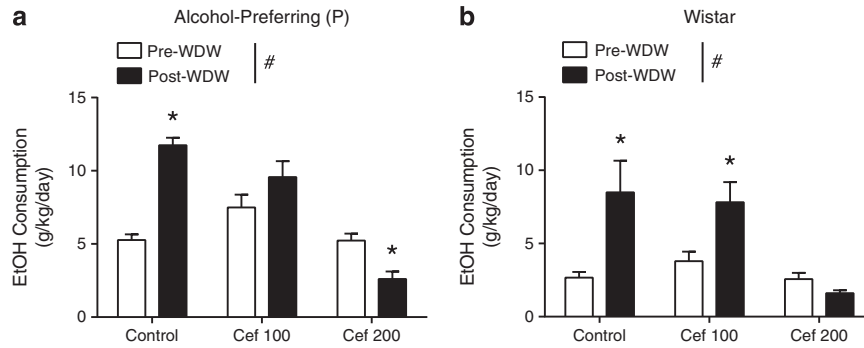 a
Alcohol-Preferring (P)
Pre-WDW
Post-WDW
#
EtOH Consumption
(g/kg/day)
15
10
5
0
*
*
Control
Cef 100
Cef 200
b
Wistar
Pre-WDW
Post-WDW
#
EtOH Consumption
(g/kg/day)
15
10
5
0
*
*
Control
Cef 100
Cef 200